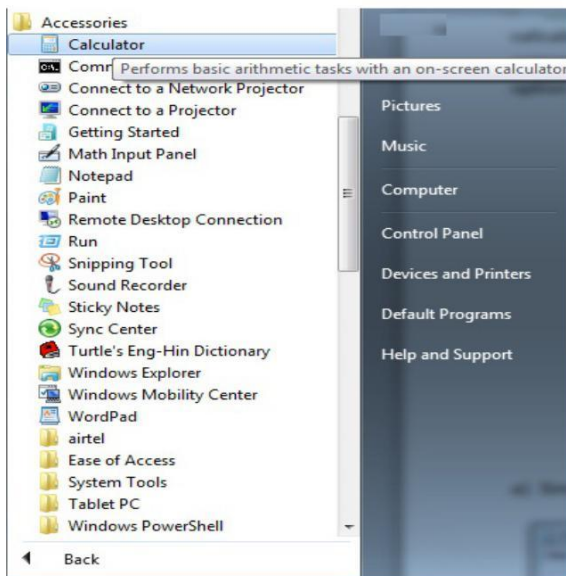 Accessories
Calculator
Comm
Performs basic arithmetic tasks with an on-screen calculator
Connect to a Network Projector
Connect to a Projector
Getting Started
Math Input Panel
Notepad
Paint
Remote Desktop Connection
Run
Snipping Tool
Sound Recorder
Sticky Notes
Sync Center
Turtle's Eng-Hin Dictionary
Windows Explorer
Windows Mobility Center
WordPad
airtel
Ease of Access
System Tools
Tablet PC
Windows PowerShell
Back
Pictures
Music
Computer
Control Panel
Devices and Printers
Default Programs
Help and Support